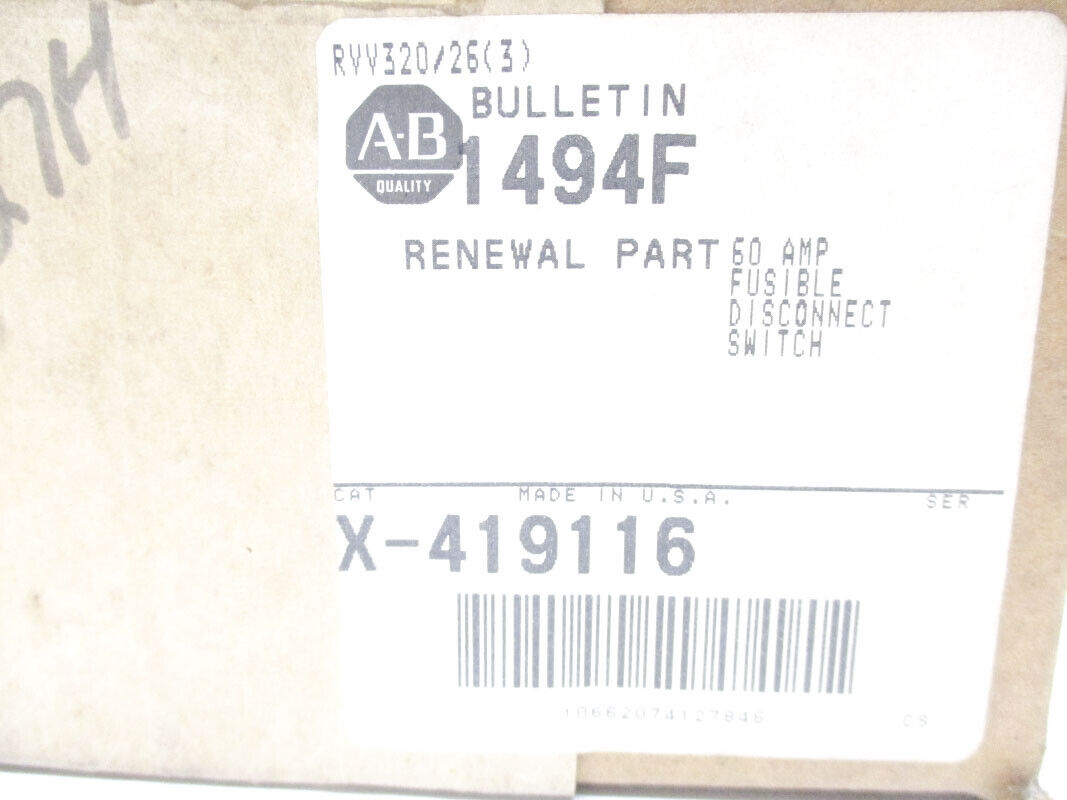 RVV320/26(3)
BULLETIN
A-B
QUALITY
1494F
RENEWAL PART
60 AMP
FUSIBLE
DISCONNECT
SWITCH
CAT MADE IN U.S.A. SER
X-419116
10662074127846 CS